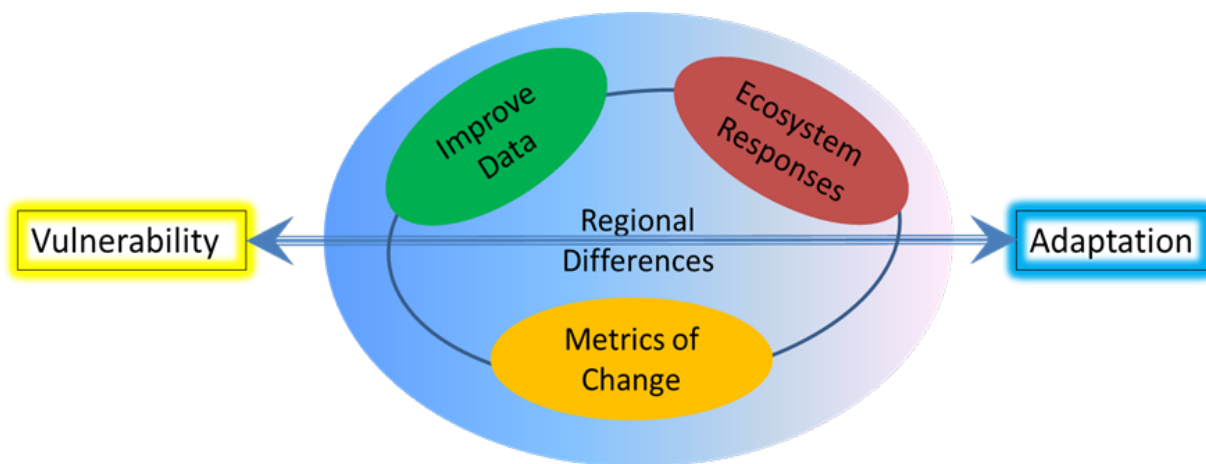 Improve
Data
Ecosystem
Responses
Vulnerability
Regional
Differences
Adaptation
Metrics of
Change